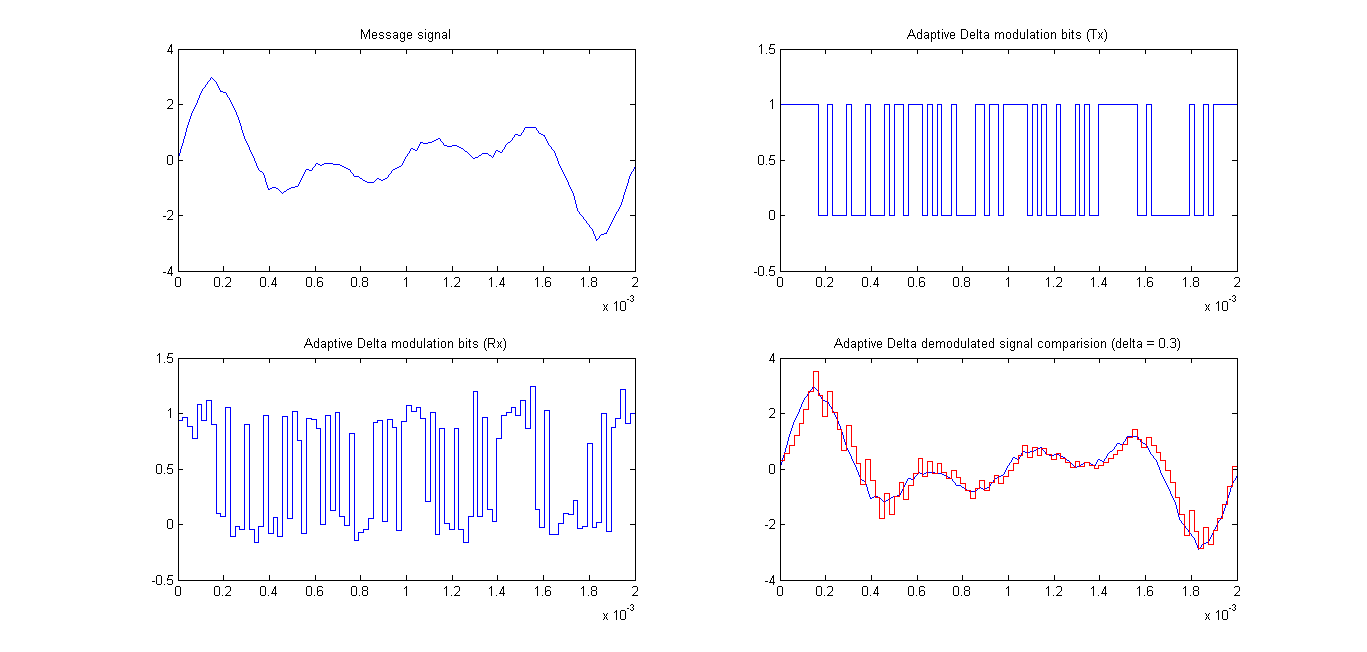 Message signal
4
2
0
-2
-4
0 0.2 0.4 0.6 0.8 1 1.2 1.4 1.6 1.8 2
x 10-3
Adaptive Delta modulation bits (Tx)
1.5
1
0.5
0
-0.5
0 0.2 0.4 0.6 0.8 1 1.2 1.4 1.6 1.8 2
x 10-3
Adaptive Delta modulation bits (Rx)
1.5
1
0.5
0
-0.5
0 0.2 0.4 0.6 0.8 1 1.2 1.4 1.6 1.8 2
x 10-3
Adaptive Delta demodulated signal comparision (delta = 0.3)
4
2
0
-2
-4
0 0.2 0.4 0.6 0.8 1 1.2 1.4 1.6 1.8 2
x 10-3